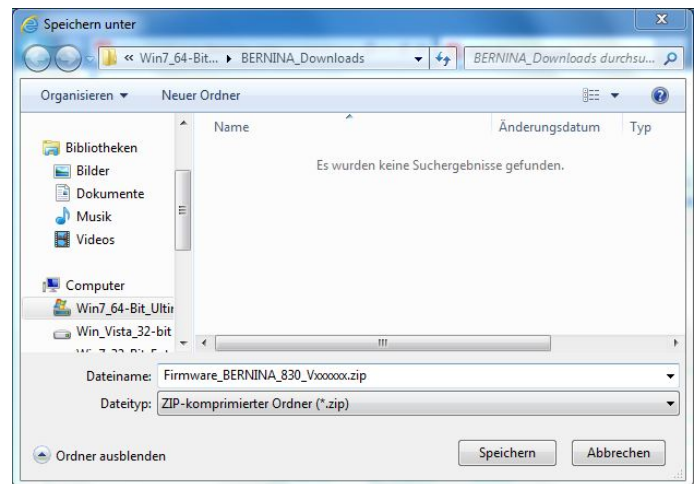 Speichern unter
« Win7_64-Bit... ▸ BERNINA_Downloads
BERNINA_Downloads durchsu...
Organisieren
Neuer Ordner
Name
Änderungsdatum
Typ
Es wurden keine Suchergebnisse gefunden.
Bibliotheken
Bilder
Dokumente
Musik
Videos
Computer
Win7_64-Bit_Ultir
Win_Vista_32-bit
Dateiname: Firmware_BERNINA_830_Vxxxxxx.zip
Dateityp: ZIP-komprimierter Ordner (*.zip)
Ordner ausblenden
Speichern
Abbrechen